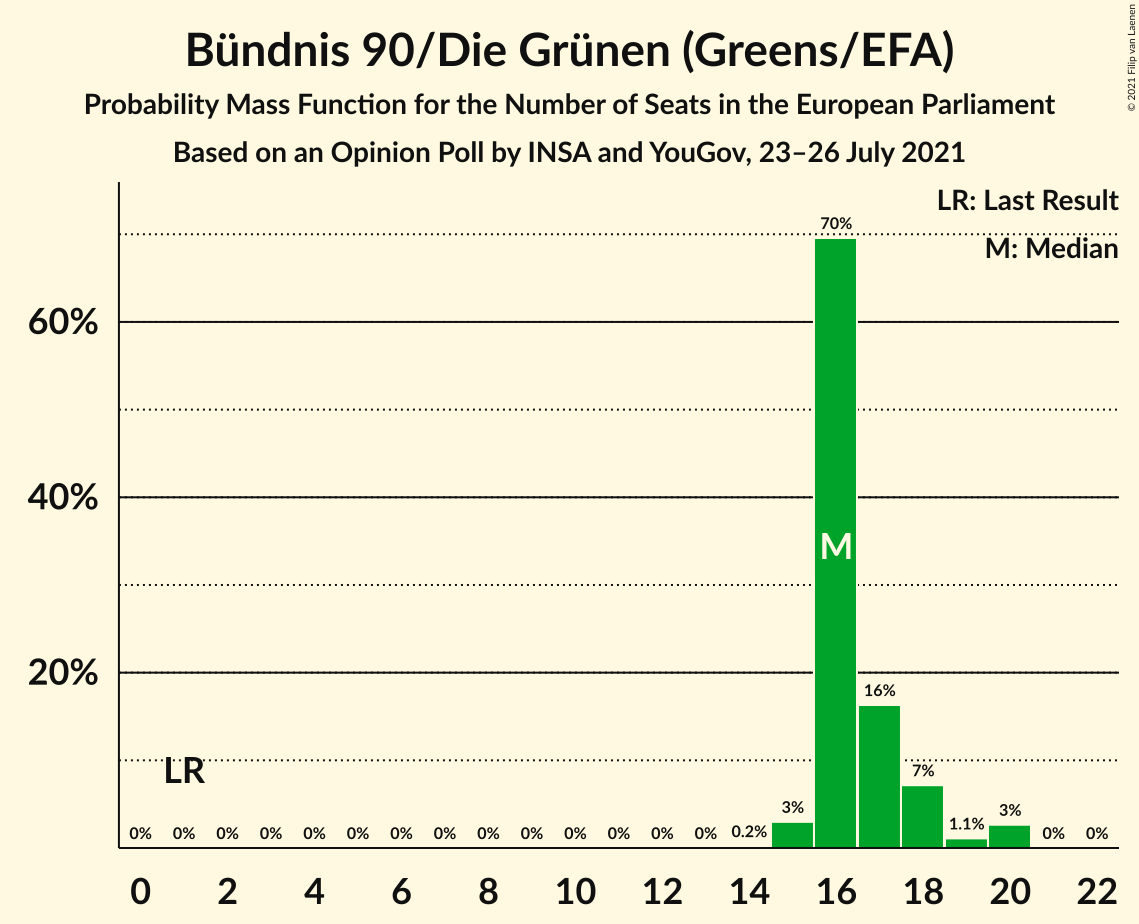 Bündnis 90/Die Grünen (Greens/EFA)
Probability Mass Function for the Number of Seats in the European Parliament
Based on an Opinion Poll by INSA and YouGov, 23–26 July 2021
© 2021 Filip van Laenen
LR: Last Result
M: Median
70%
60%
40%
M
20%
16%
LR
7%
0% 0% 0% 0% 0% 0% 0% 0% 0% 0% 0% 0% 0% 0% 0.2% 3% 1.1% 3% 0% 0%
0 2 4 6 8 10 12 14 16 18 20 22